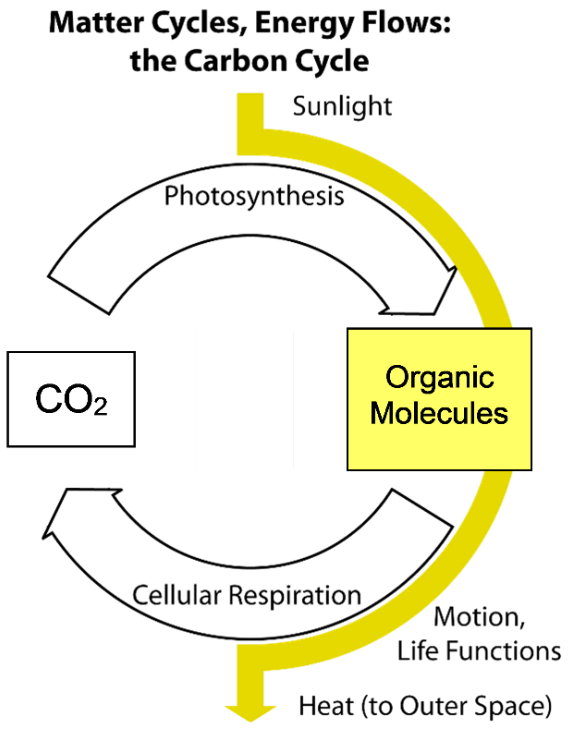 Matter Cycles, Energy Flows:
the Carbon Cycle
Sunlight
Photosynthesis
CO₂
Organic
Molecules
Cellular Respiration
Motion,
Life Functions
Heat (to Outer Space)